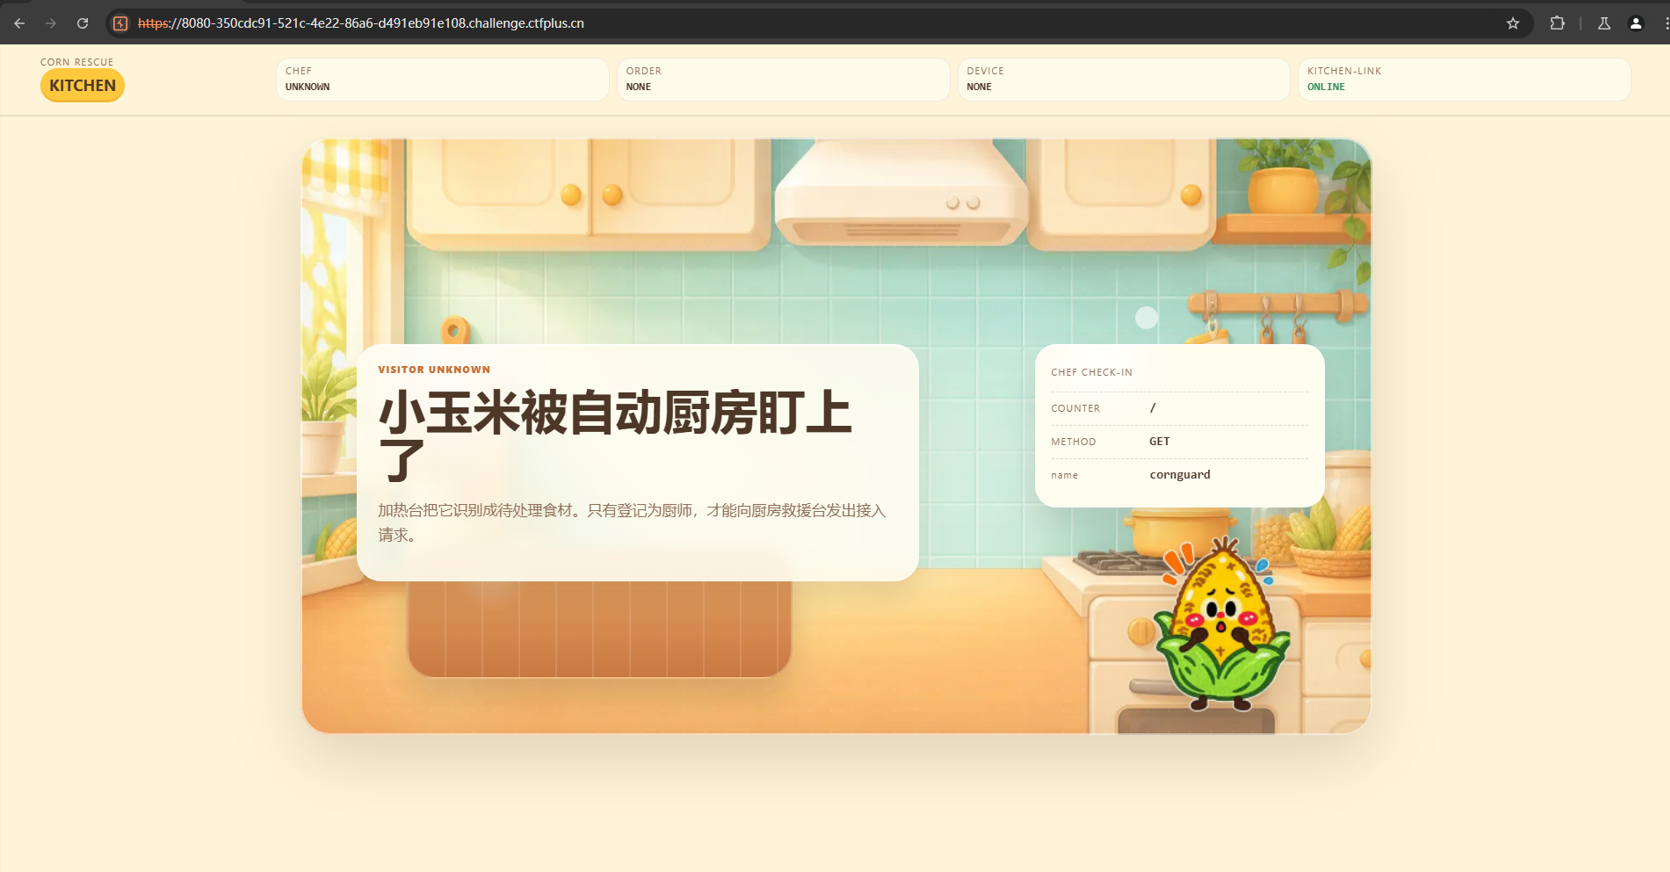 https://8080-350cdc91-521c-4e22-86a6-d491eb91e108.challenge.ctfplus.cn
CORN RESCUE
KITCHEN
CHEF
UNKNOWN
ORDER
NONE
DEVICE
NONE
KITCHEN-LINK
ONLINE
VISITOR UNKNOWN
小玉米被自动厨房盯上
了
加热台把它识别成待处理食材。只有登记为厨师，才能向厨房救援台发出接入
请求。
CHEF CHECK-IN
COUNTER /
METHOD GET
name cornguard